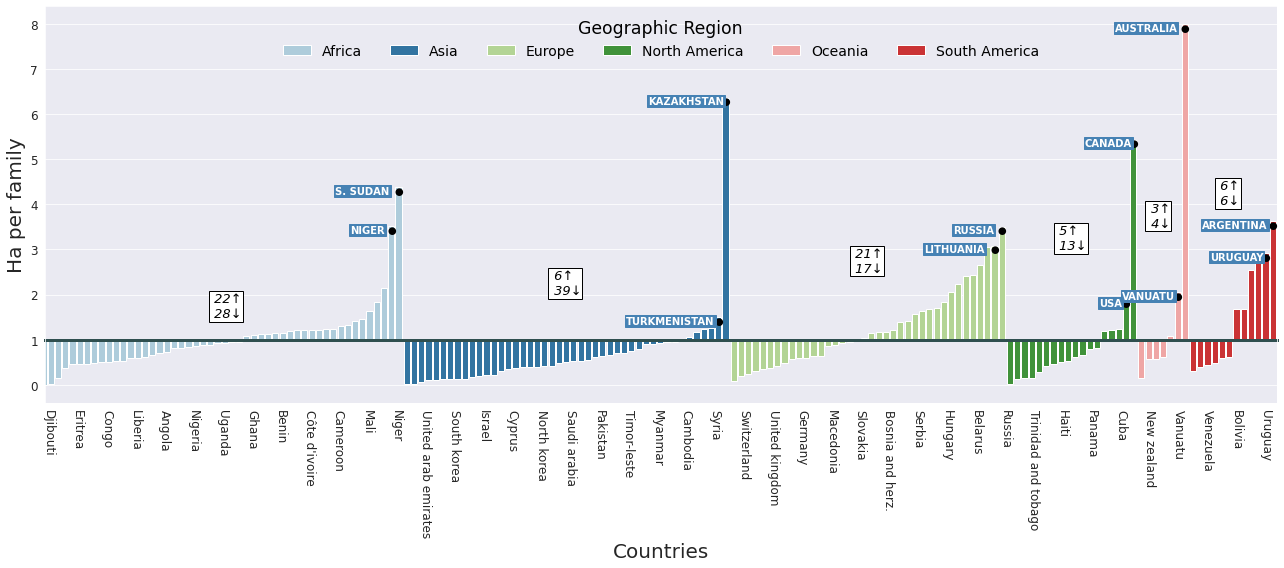 Geographic Region
Africa Asia Europe North America Oceania South America
Ha per family
8
7
6
5
4
3
2
1
0
AUSTRALIA
KAZAKHSTAN
CANADA
S. SUDAN
NIGER
RUSSIA
LITHUANIA
ARGENTINA
URUGUAY
VANUATU
USA
TURKMENISTAN
22↑
28↓
6↑
39↓
21↑
17↓
5↑
13↓
3↑
4↓
6↑
6↓
Djibouti
Eritrea
Congo
Liberia
Angola
Nigeria
Uganda
Ghana
Benin
Côte d'ivoire
Cameroon
Mali
Niger
United arab emirates
South korea
Israel
Cyprus
North korea
Saudi arabia
Pakistan
Timor-leste
Myanmar
Cambodia
Syria
Switzerland
United kingdom
Germany
Macedonia
Slovakia
Bosnia and herz.
Serbia
Hungary
Belarus
Russia
Trinidad and tobago
Haiti
Panama
Cuba
New zealand
Vanuatu
Venezuela
Bolivia
Uruguay
Countries